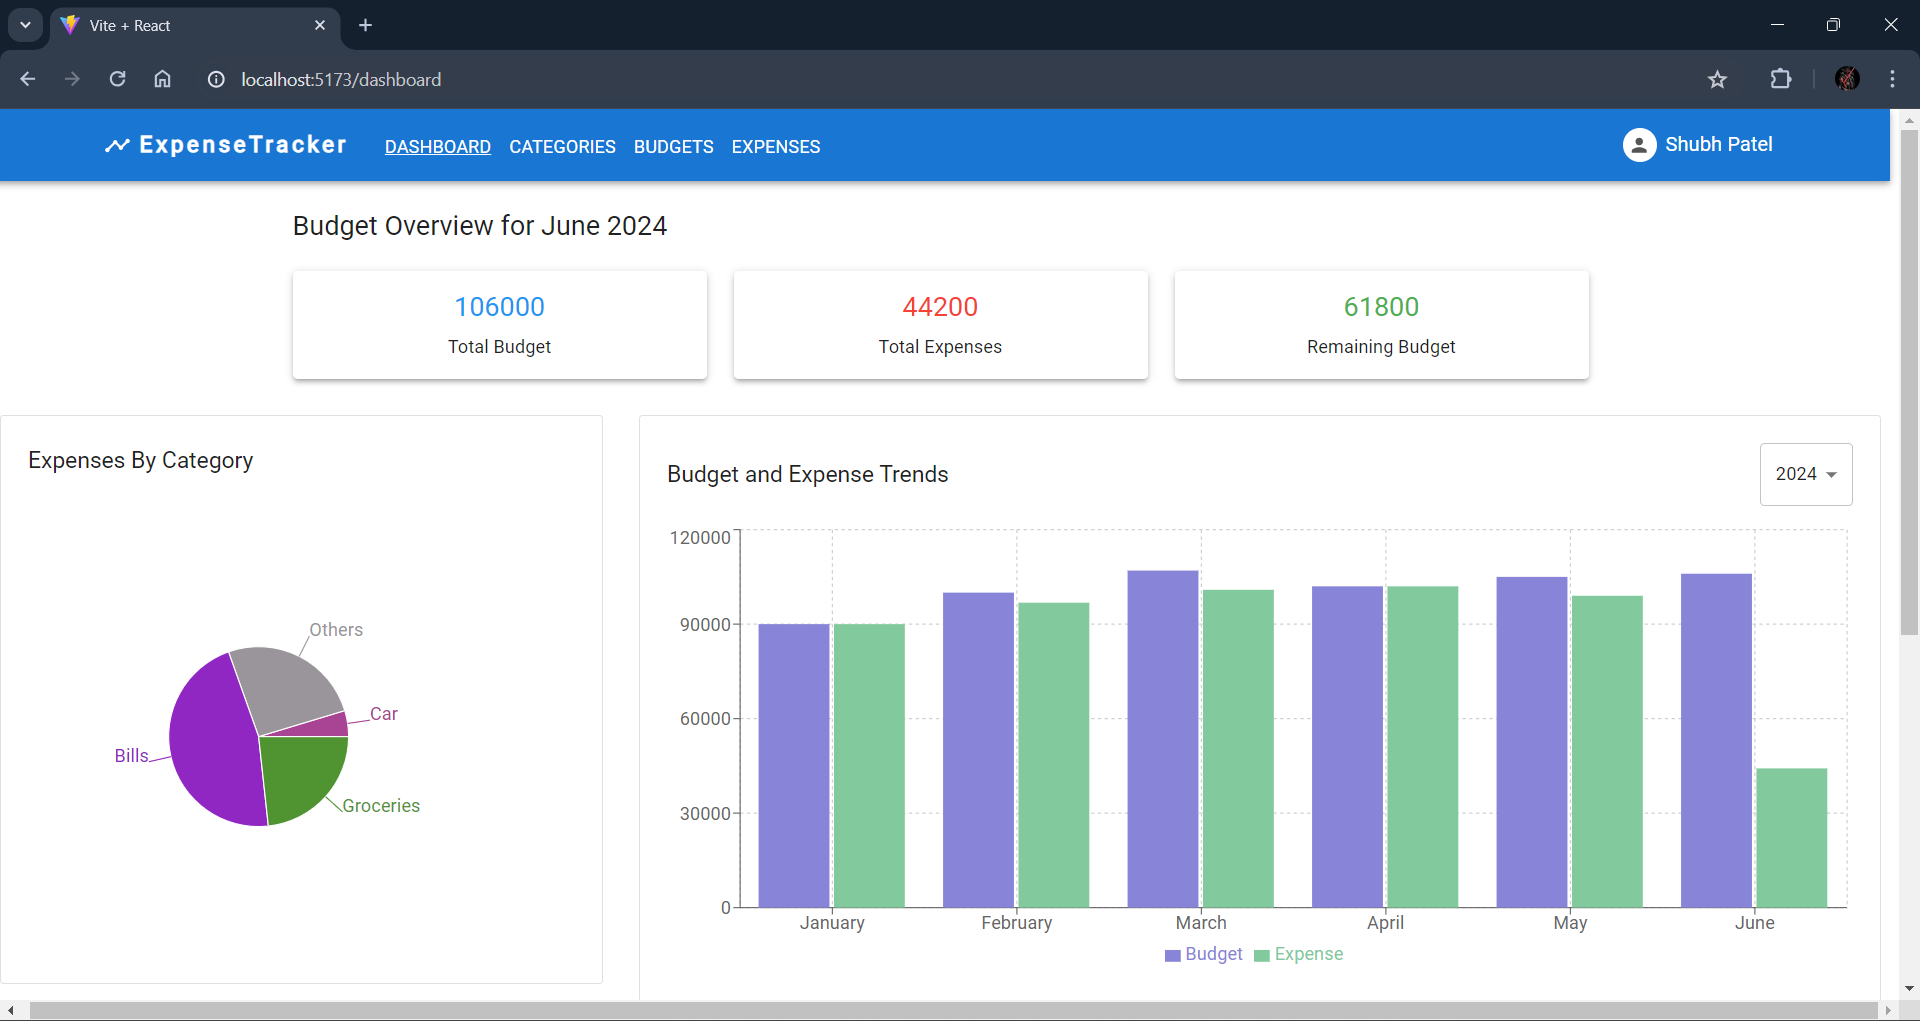 Vite + React
localhost:5173/dashboard
ExpenseTracker DASHBOARD CATEGORIES BUDGETS EXPENSES Shubh Patel
Budget Overview for June 2024
106000
Total Budget
44200
Total Expenses
61800
Remaining Budget
Expenses By Category
Others
Car
Bills
Groceries
Budget and Expense Trends
2024
120000
90000
60000
30000
0
January February March April May June
Budget Expense